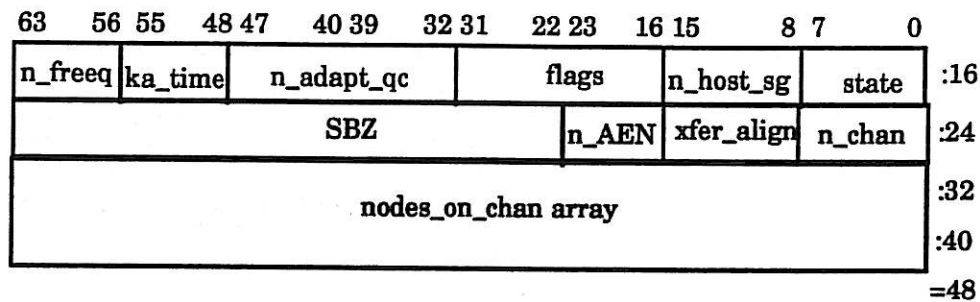 63 56 55 48 47 40 39 32 31 22 23 16 15 8 7 0
n_freeq ka_time n_adapt_qc flags n_host_sg state :16
SBZ n_AEN xfer_align n_chan :24
nodes_on_chan array :32
:40
=48